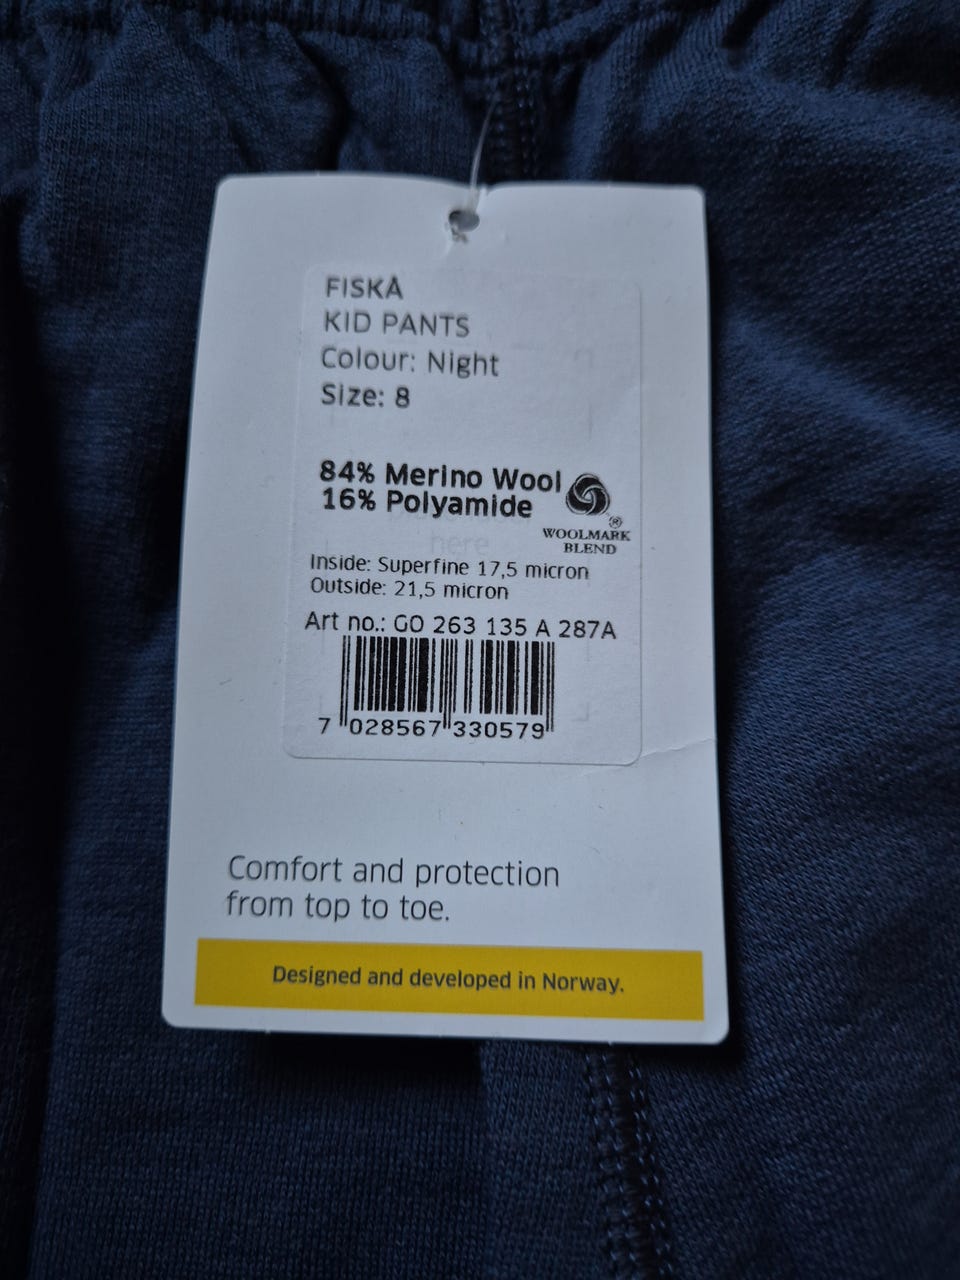 FISKÅ
KID PANTS
Colour: Night
Size: 8
84% Merino Wool
16% Polyamide
®
WOOLMARK
BLEND
here
Inside: Superfine 17,5 micron
Outside: 21,5 micron
Art no.: GO 263 135 A 287A
7 028567 330579
Comfort and protection
from top to toe.
Designed and developed in Norway.